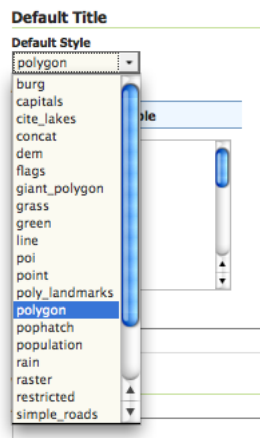 Default Title
Default Style
polygon
burg
capitals
cite_lakes
concat
dem
flags
giant_polygon
grass
green
line
poi
point
poly_landmarks
polygon
pophatch
population
rain
raster
restricted
simple_roads